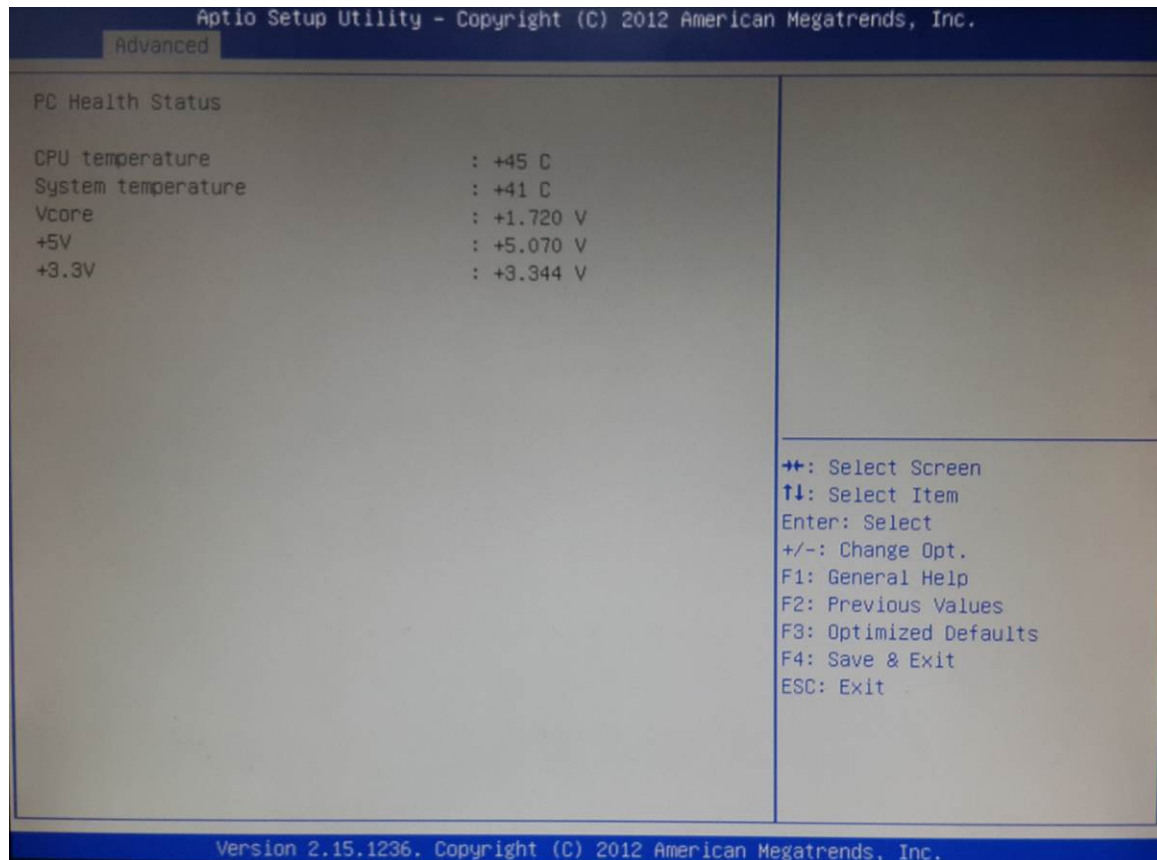 Aptio Setup Utility – Copyright (C) 2012 American Megatrends, Inc.
Advanced
PC Health Status
CPU temperature : +45 C
System temperature : +41 C
Vcore : +1.720 V
+5V : +5.070 V
+3.3V : +3.344 V
→←: Select Screen
↑↓: Select Item
Enter: Select
+/-: Change Opt.
F1: General Help
F2: Previous Values
F3: Optimized Defaults
F4: Save & Exit
ESC: Exit
Version 2.15.1236. Copyright (C) 2012 American Megatrends, Inc.